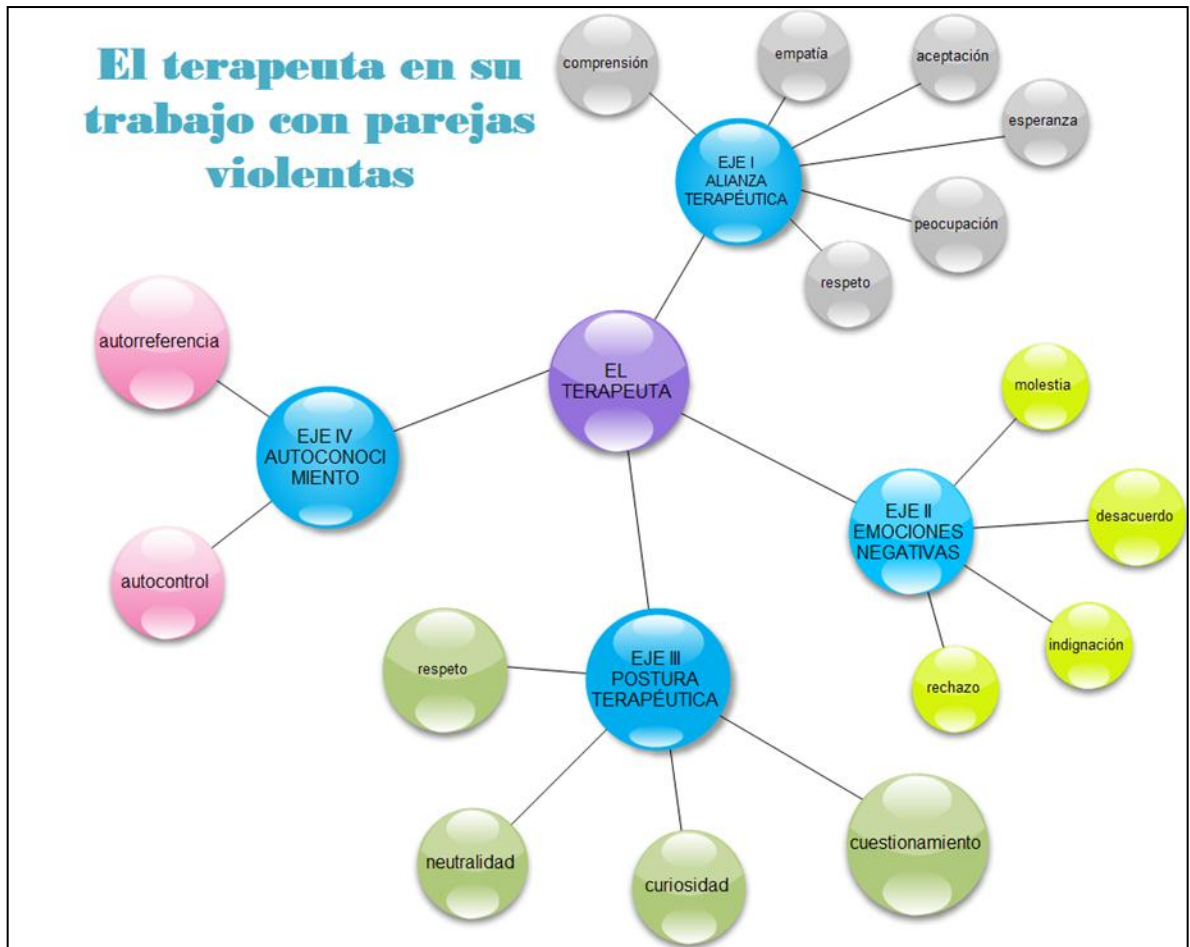 El terapeuta en su
trabajo con parejas
violentas
comprensión
empatía
aceptación
esperanza
peocupación
respeto
EJE I
ALIANZA
TERAPÉUTICA
EL
TERAPEUTA
autorreferencia
EJE IV
AUTOCONOCI
MIENTO
autocontrol
molestia
desacuerdo
indignación
rechazo
EJE II
EMOCIONES
NEGATIVAS
EJE III
POSTURA
TERAPÉUTICA
respeto
neutralidad
curiosidad
cuestionamiento